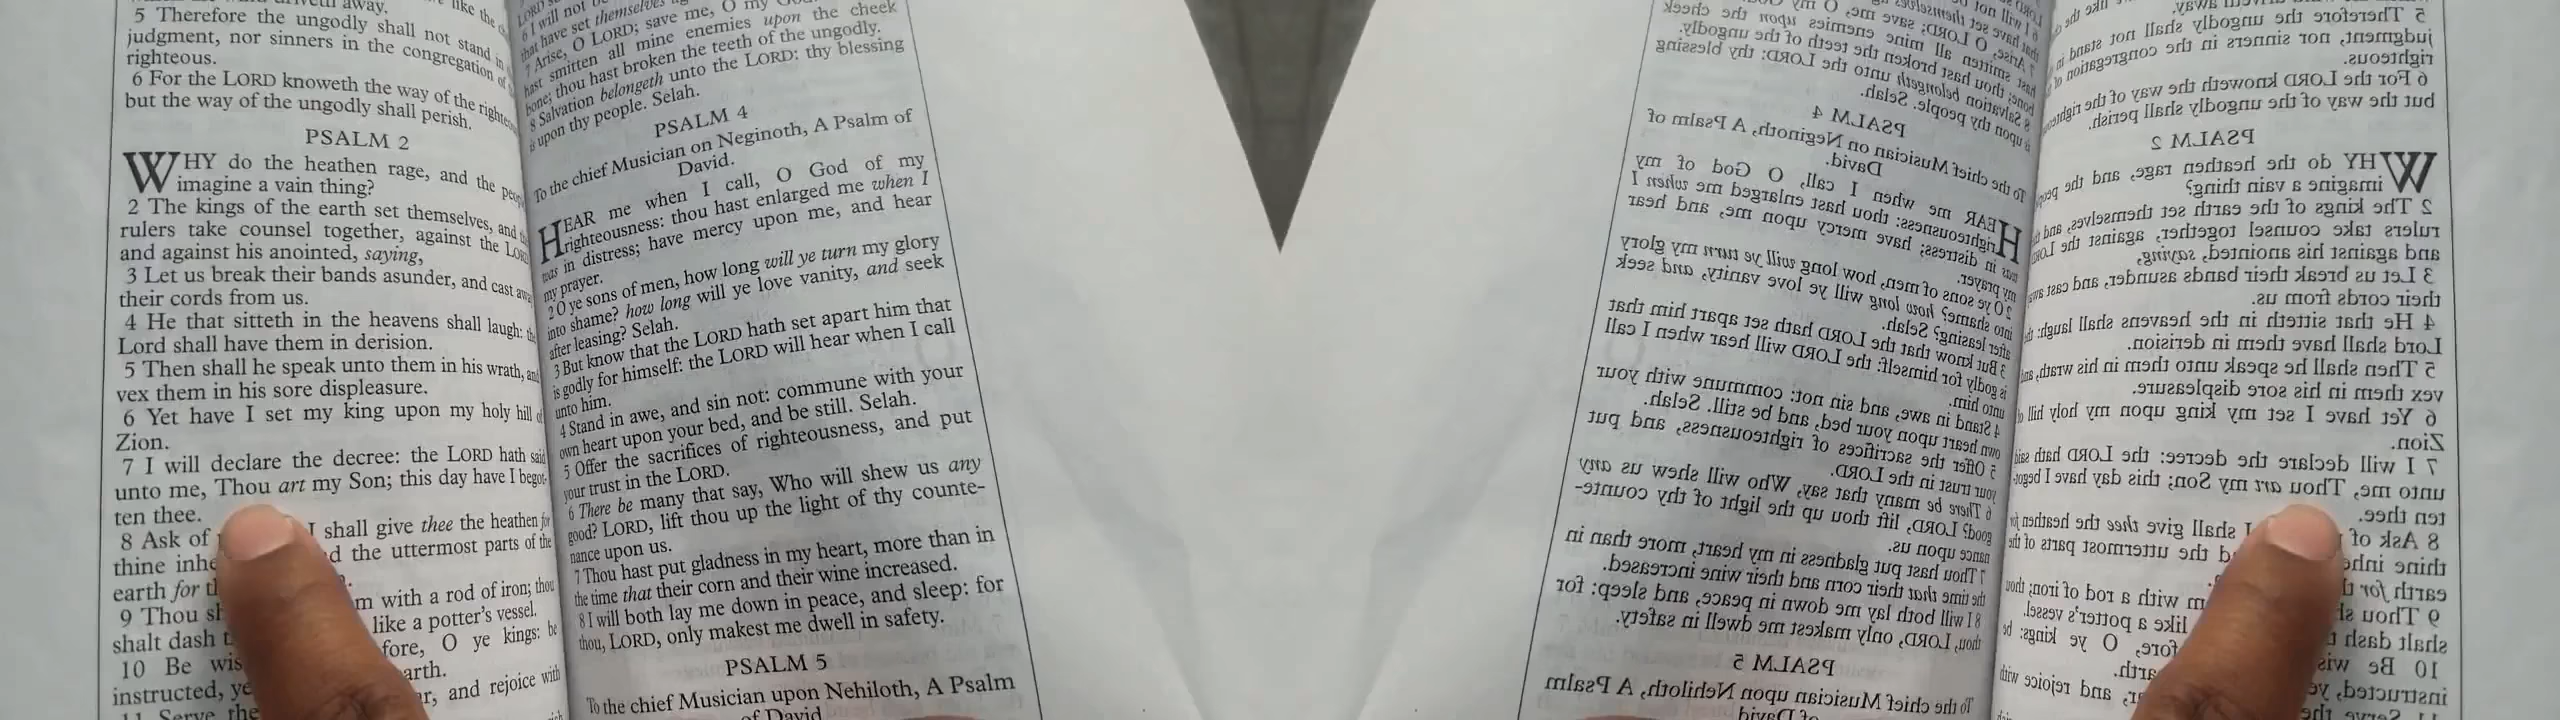 away.
5 Therefore the ungodly shall not stand in
judgment, nor sinners in the congregation of
righteous.
6 For the LORD knoweth the way of the
but the way of the ungodly shall perish.
PSALM 2
WHY do the heathen rage, and the
imagine a vain thing?
2 The kings of the earth set themselves, and
rulers take counsel together, against the LORD
and against his anointed, saying,
3 Let us break their bands asunder, and cast
their cords from us.
4 He that sitteth in the heavens shall laugh:
Lord shall have them in derision.
5 Then shall he speak unto them in his wrath, and
vex them in his sore displeasure.
6 Yet have I set my king upon my holy hill of
Zion.
7 I will declare the decree: the LORD hath said
unto me, Thou art my Son; this day have I begot-
ten thee.
8 Ask of I shall give thee the heathen for
thine the uttermost parts of the
earth for
9 Thou with a rod of iron; thou
shalt dash like a potter's vessel.
10 Be O ye kings: be
instructed, ye
and rejoice with
11 Serve the
I will not be
that have set themselves
7 Arise, O LORD; save me, O my
hast smitten all mine enemies upon the cheek
bone; thou hast broken the teeth of the ungodly.
8 Salvation belongeth unto the LORD: thy blessing
is upon thy people. Selah.
PSALM 4
To the chief Musician on Neginoth, A Psalm of
David.
HEAR me when I call, O God of my
righteousness: thou hast enlarged me when I
was in distress; have mercy upon me, and hear
my prayer.
2 O ye sons of men, how long will ye turn my glory
into shame? how long will ye love vanity, and seek
after leasing? Selah.
3 But know that the LORD hath set apart him that
is godly for himself: the LORD will hear when I call
unto him.
4 Stand in awe, and sin not: commune with your
own heart upon your bed, and be still. Selah.
5 Offer the sacrifices of righteousness, and put
your trust in the LORD.
6 There be many that say, Who will shew us any
good? LORD, lift thou up the light of thy counte-
nance upon us.
7 Thou hast put gladness in my heart, more than in
the time that their corn and their wine increased.
8 I will both lay me down in peace, and sleep: for
thou, LORD, only makest me dwell in safety.
PSALM 5
To the chief Musician upon Nehiloth, A Psalm
of David